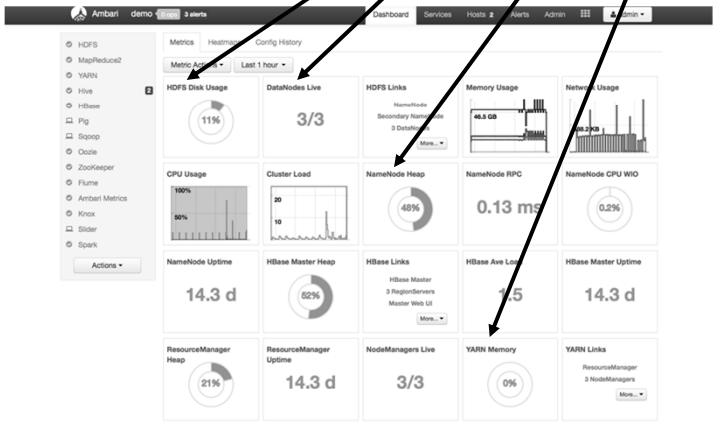 Ambari demo 0 ops 3 alerts Dashboard Services Hosts 2 Alerts Admin admin
HDFS
MapReduce2
YARN
Hive 2
HBase
Pig
Sqoop
Oozie
ZooKeeper
Flume
Ambari Metrics
Knox
Slider
Spark
Actions
Metrics Heatmaps Config History
Metric Actions Last 1 hour
HDFS Disk Usage
11%
DataNodes Live
3/3
HDFS Links
NameNode
Secondary NameNode
3 DataNodes
More...
Memory Usage
46.5 GB
Network Usage
CPU Usage
100%
50%
Cluster Load
20
10
NameNode Heap
48%
NameNode RPC
0.13 ms
NameNode CPU WIO
0.2%
NameNode Uptime
14.3 d
HBase Master Heap
52%
HBase Links
HBase Master
3 RegionServers
Master Web UI
More...
HBase Ave Load
HBase Master Uptime
14.3 d
ResourceManager
Heap
21%
ResourceManager
Uptime
14.3 d
NodeManagers Live
3/3
YARN Memory
0%
YARN Links
ResourceManager
3 NodeManagers
More...